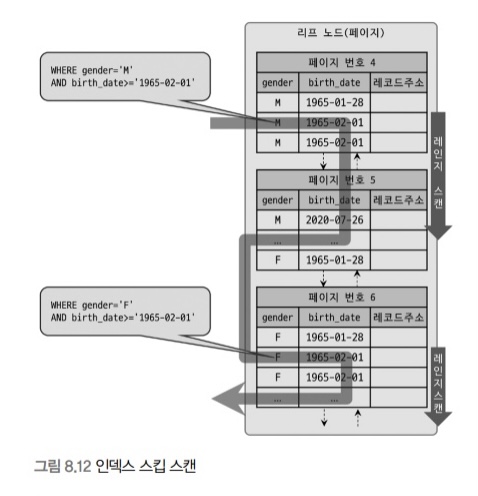 리프 노드(페이지)
WHERE gender='M'
AND birth_date>='1965-02-01'
페이지 번호 4
gender birth_date 레코드주소
M 1965-01-28
M 1965-02-01
M 1965-02-01
레인지 스캔
페이지 번호 5
gender birth_date 레코드주소
M 2020-07-26
... ...
F 1965-01-28
WHERE gender='F'
AND birth_date>='1965-02-01'
페이지 번호 6
gender birth_date 레코드주소
F 1965-01-28
F 1965-02-01
F 1965-02-01
... ...
레인지스캔
그림 8.12 인덱스 스킵 스캔